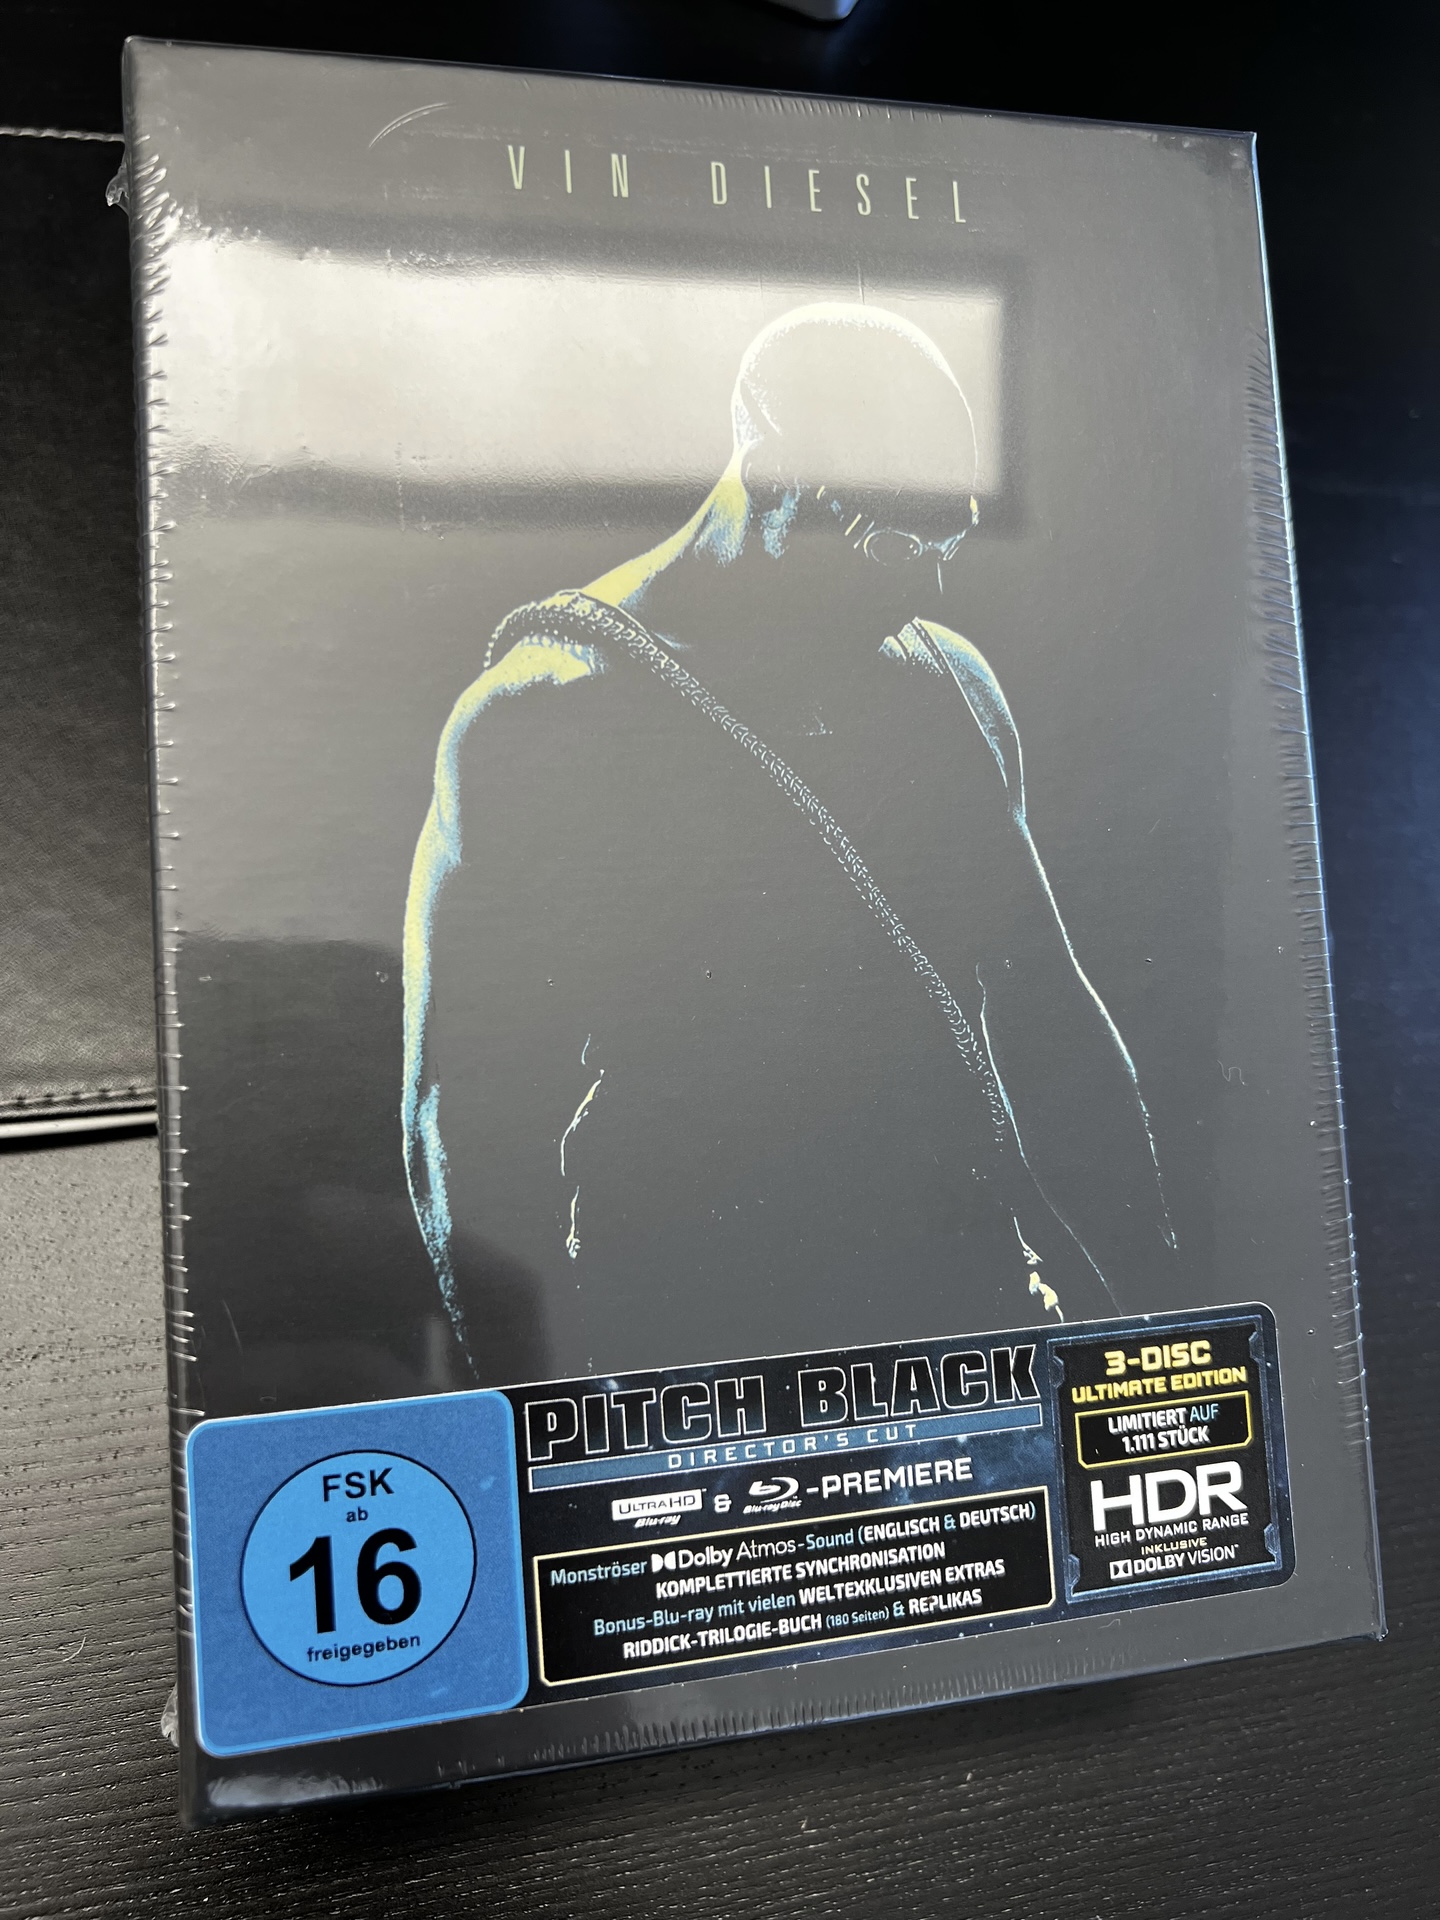 VIN DIESEL
PITCH BLACK
DIRECTOR'S CUT
ULTRA HD Blu-ray & Blu-ray Disc -PREMIERE
Monströser Dolby Atmos-Sound (ENGLISCH & DEUTSCH)
KOMPLETTIERTE SYNCHRONISATION
Bonus-Blu-ray mit vielen WELTEXKLUSIVEN EXTRAS
RIDDICK-TRILOGIE-BUCH (180 Seiten) & REPLIKAS
3-DISC
ULTIMATE EDITION
LIMITIERT AUF
1.111 STÜCK
HDR
HIGH DYNAMIC RANGE
INKLUSIVE
DOLBY VISION™
FSK
ab
16
freigegeben